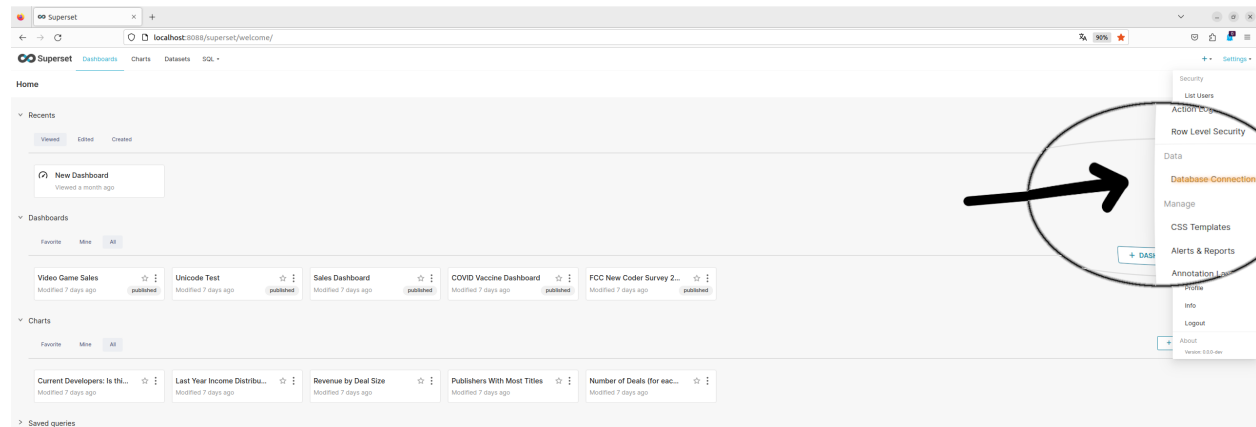 Superset
localhost:8088/superset/welcome/
90%
Superset Dashboards Charts Datasets SQL
Settings
Home
Security
List Users
Row Level Security
Data
Database Connection
Manage
CSS Templates
Alerts & Reports
Profile
Info
Logout
About
Version: 0.0.0-dev
Recents
Viewed Edited Created
New Dashboard
Viewed a month ago
Dashboards
Favorite Mine All
+ DASH
Video Game Sales
Modified 7 days ago published
Unicode Test
Modified 7 days ago published
Sales Dashboard
Modified 7 days ago published
COVID Vaccine Dashboard
Modified 7 days ago published
FCC New Coder Survey 2...
Modified 7 days ago published
Charts
Favorite Mine All
Current Developers: Is thi...
Modified 7 days ago
Last Year Income Distribu...
Modified 7 days ago
Revenue by Deal Size
Modified 7 days ago
Publishers With Most Titles
Modified 7 days ago
Number of Deals (for eac...
Modified 7 days ago
Saved queries